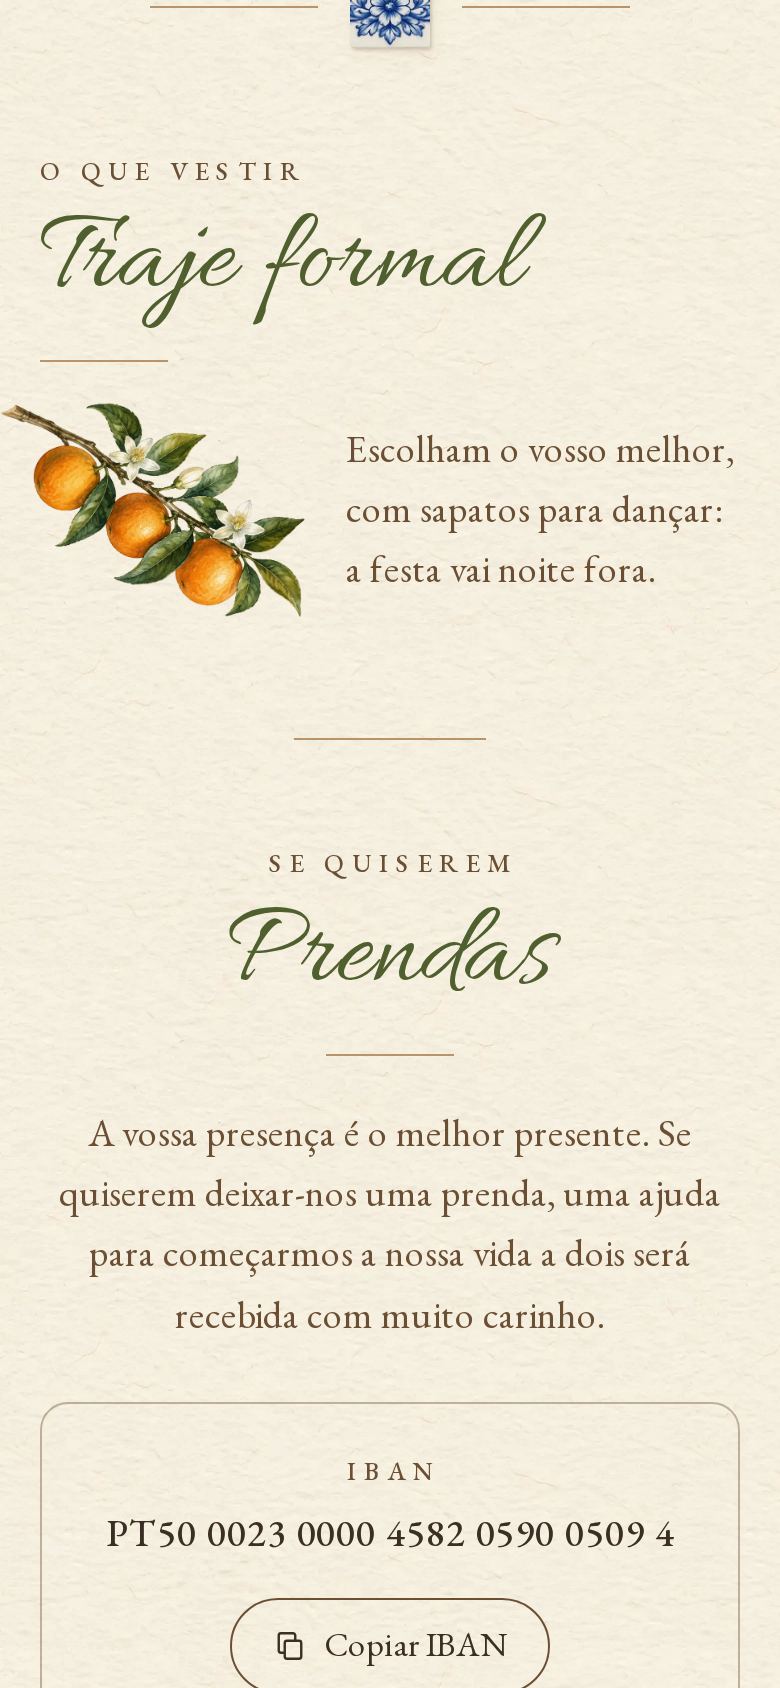 O QUE VESTIR
Traje formal
Escolham o vosso melhor,
com sapatos para dançar:
a festa vai noite fora.
SE QUISEREM
Prendas
A vossa presença é o melhor presente. Se
quiserem deixar-nos uma prenda, uma ajuda
para começarmos a nossa vida a dois será
recebida com muito carinho.
IBAN
PT50 0023 0000 4582 0590 0509 4
Copiar IBAN